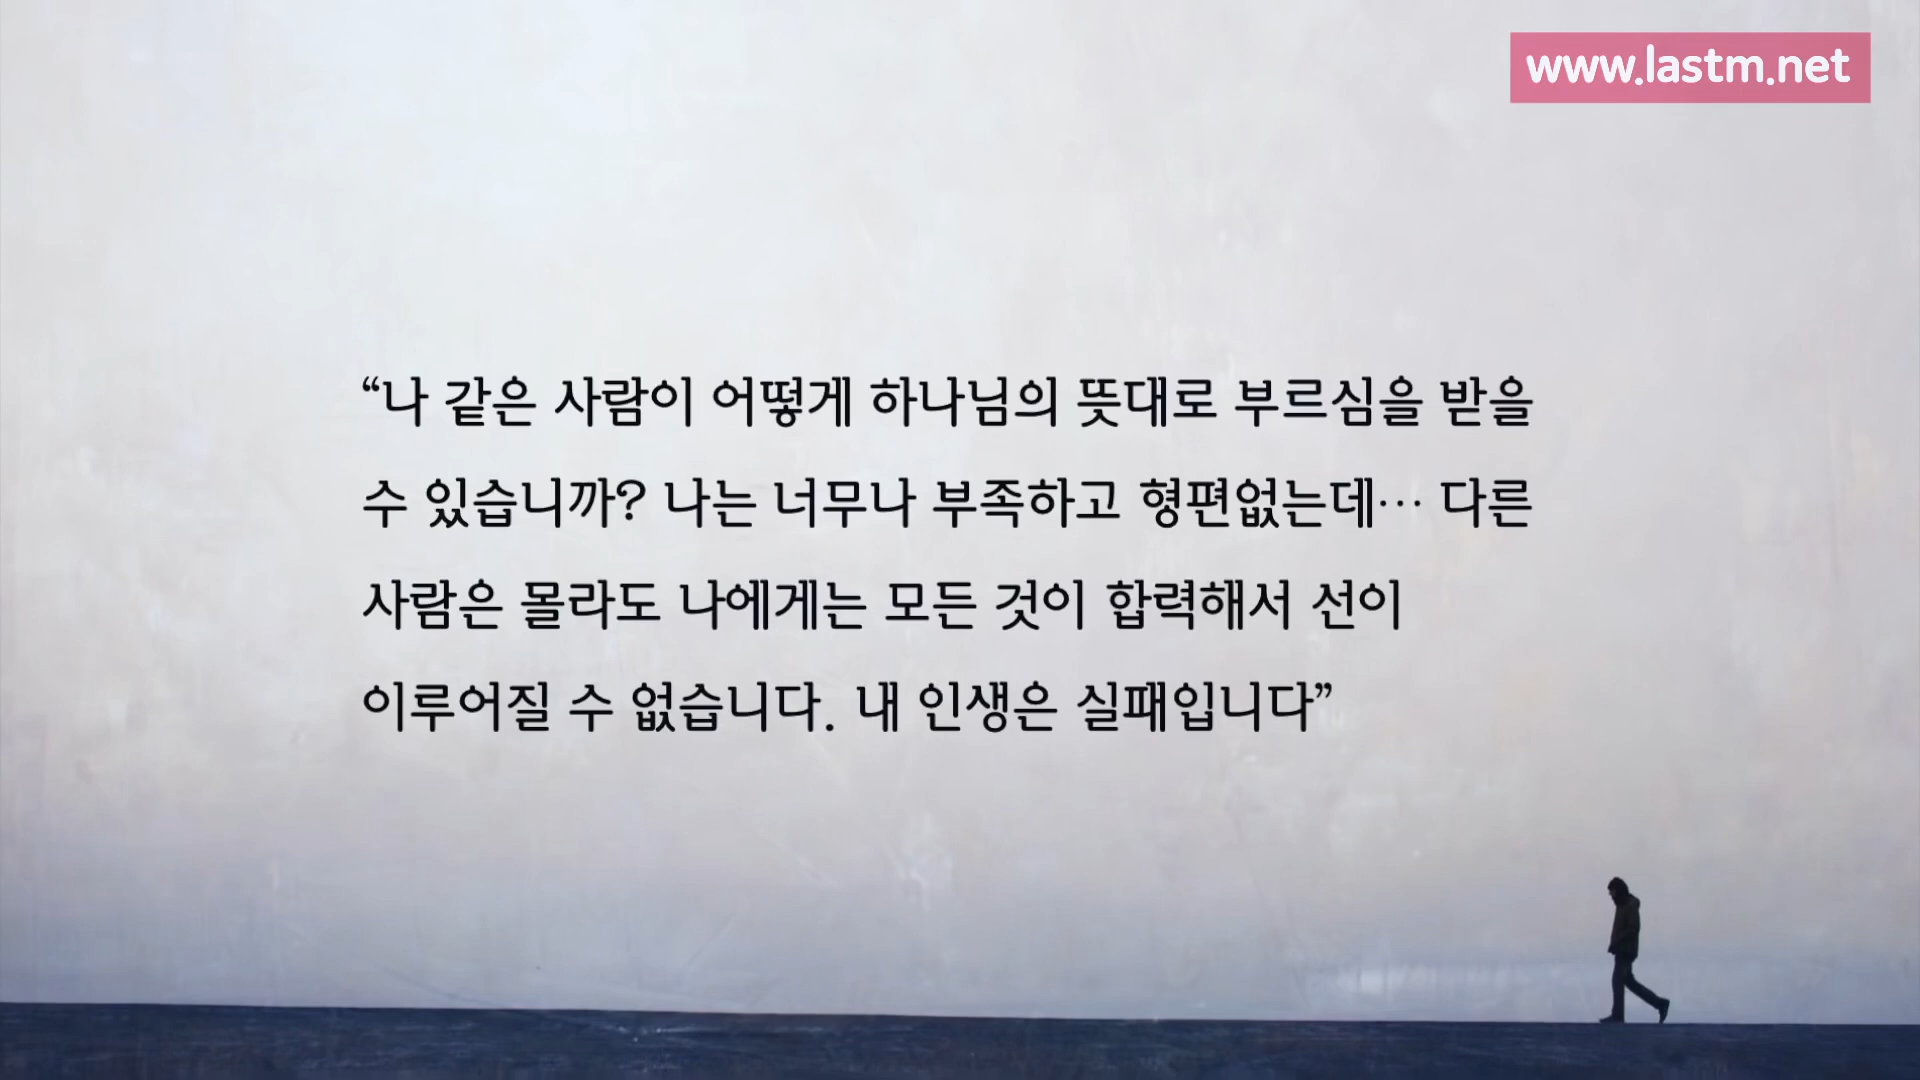 www.lastm.net
“나 같은 사람이 어떻게 하나님의 뜻대로 부르심을 받을
수 있습니까? 나는 너무나 부족하고 형편없는데… 다른
사람은 몰라도 나에게는 모든 것이 합력해서 선이
이루어질 수 없습니다. 내 인생은 실패입니다”